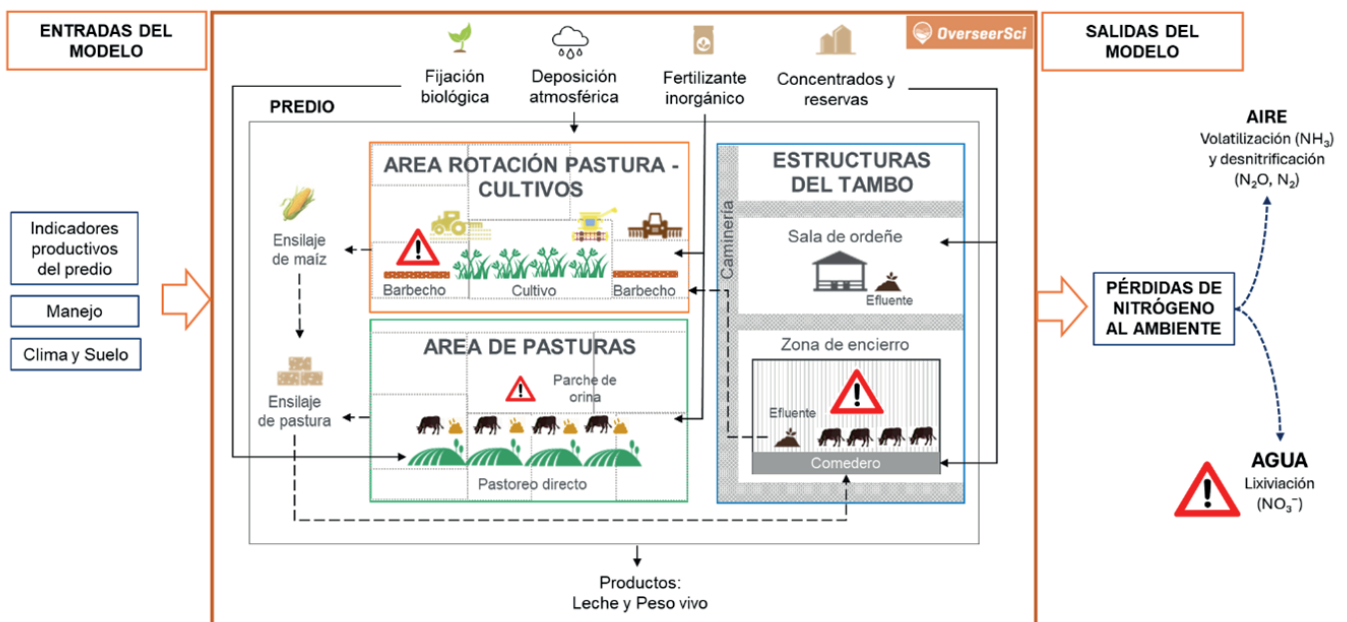 ENTRADAS DEL
MODELO
OverseerSci
SALIDAS DEL
MODELO
Fijación
biológica
Deposición
atmosférica
Fertilizante
inorgánico
Concentrados y
reservas
PREDIO
AREA ROTACIÓN PASTURA -
CULTIVOS
ESTRUCTURAS
DEL TAMBO
AIRE
Volatilización (NH₃)
y desnitrificación
(N₂O, N₂)
Indicadores
productivos
del predio
Manejo
Clima y Suelo
Ensilaje
de maíz
Barbecho
Cultivo
Barbecho
Caminería
Sala de ordeñe
Efluente
PÉRDIDAS DE
NITRÓGENO
AL AMBIENTE
AREA DE PASTURAS
Parche de
orina
Ensilaje
de pastura
Pastoreo directo
Zona de encierro
Efluente
Comedero
AGUA
Lixiviación
(NO₃⁻)
Productos:
Leche y Peso vivo